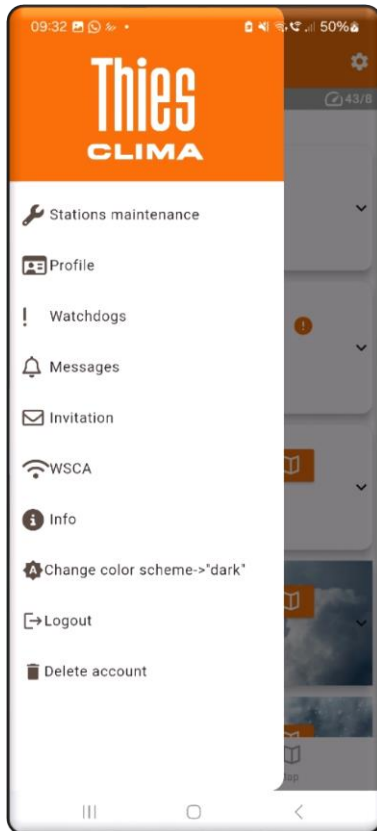 09:32
50%
Thies
CLIMA
43/8
Stations maintenance
Profile
! Watchdogs
Messages
Invitation
WSCA
Info
Change color scheme->"dark"
Logout
Delete account